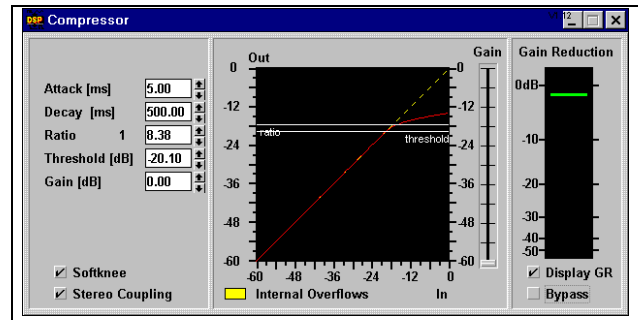 DSP Compressor
Attack [ms] 5.00
Decay [ms] 500.00
Ratio 1 8.38
Threshold [dB] -20.10
Gain [dB] 0.00
Softknee
Stereo Coupling
Out
0
-12
-24
-36
-48
-60
ratio
threshold
0
-12
-24
-36
-48
-60
-60 -48 -36 -24 -12 0
Internal Overflows In
Gain
Gain Reduction
0dB
-10
-20
-30
-40
-50
Display GR
Bypass